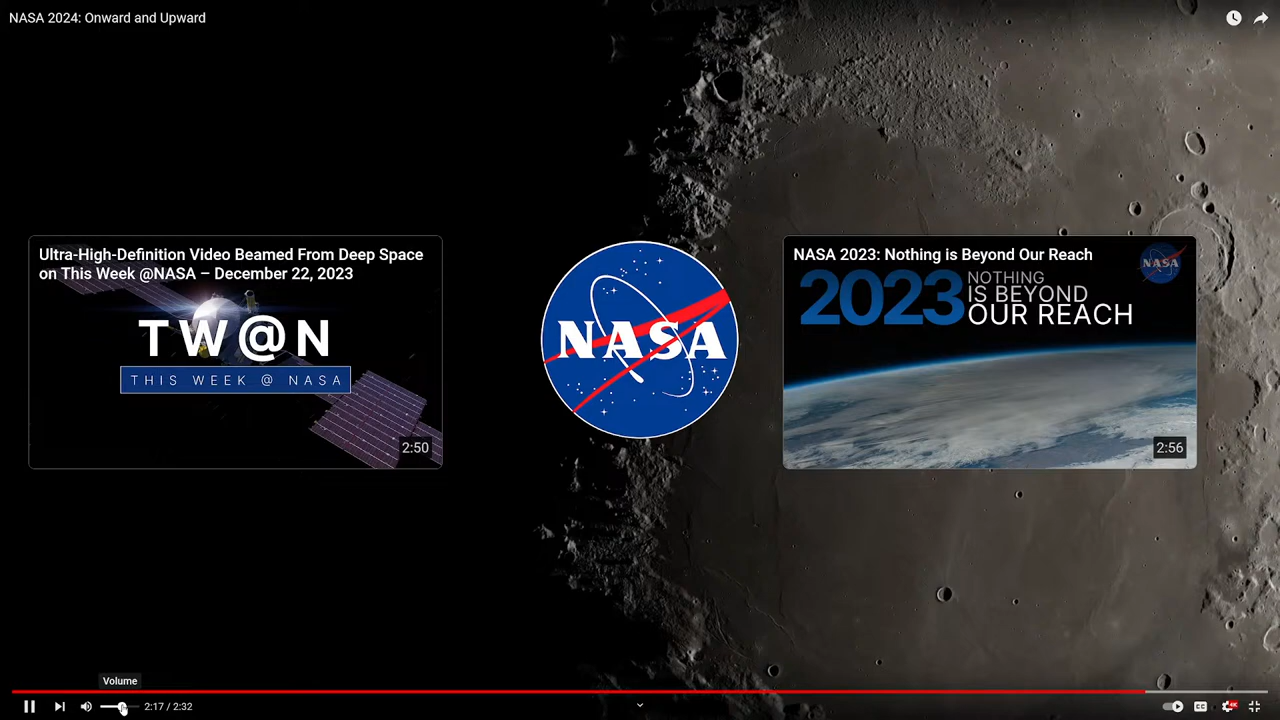 NASA 2024: Onward and Upward
Ultra-High-Definition Video Beamed From Deep Space
on This Week @NASA – December 22, 2023
TW@N
THIS WEEK @ NASA
2:50
NASA
NASA 2023: Nothing is Beyond Our Reach
NASA
2023
NOTHING
IS BEYOND
OUR REACH
2:56
Volume
2:17 / 2:32
CC
4K